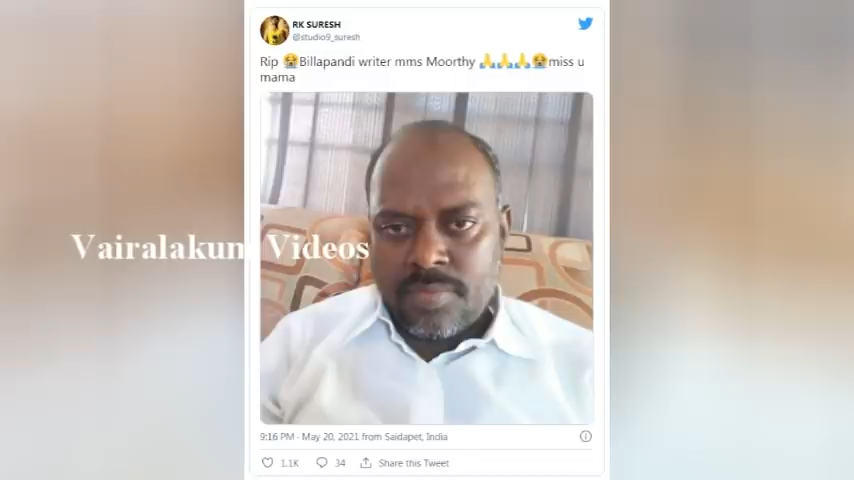 RK SURESH
@studio9_suresh
Rip 😭Billapandi writer mms Moorthy 🙏🙏🙏😭miss u
mama
Vairalakum Videos
9:16 PM · May 20, 2021 from Saidapet, India
1.1K 34 Share this Tweet